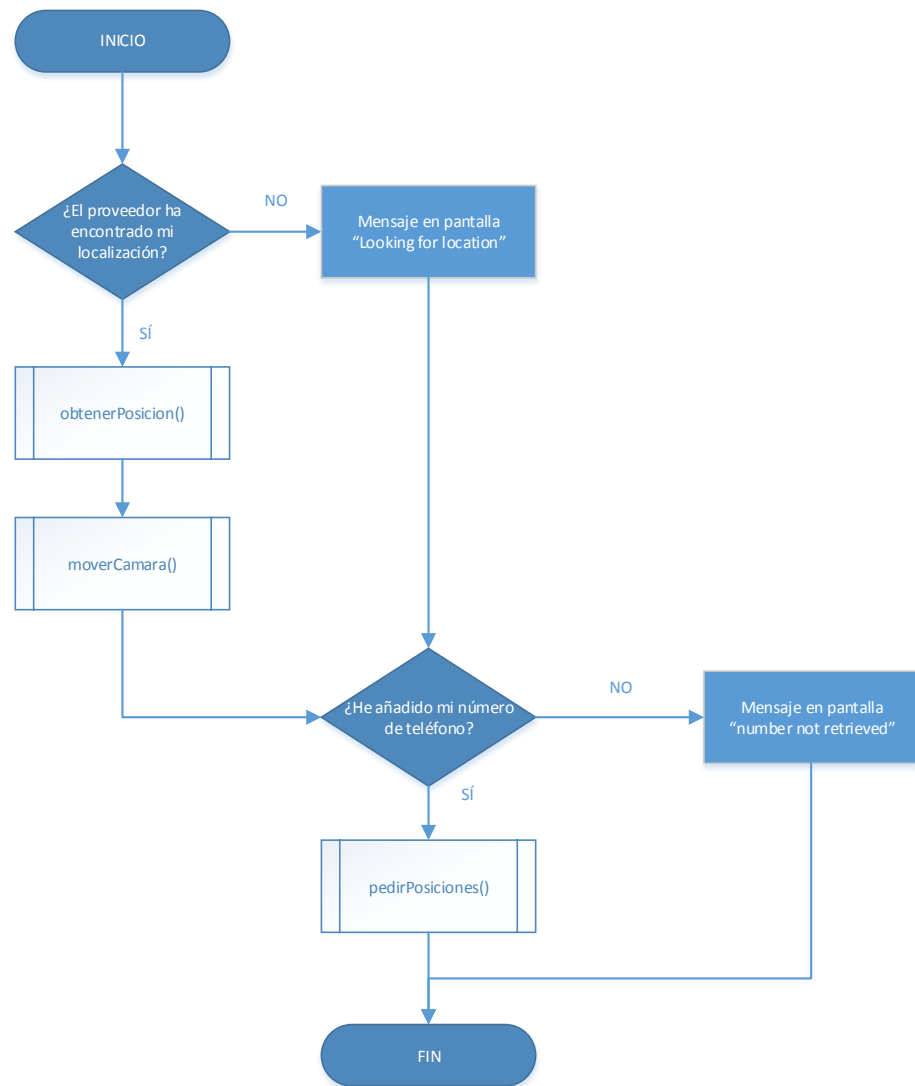 INICIO
¿El proveedor ha
encontrado mi
localización?
NO
Mensaje en pantalla
“Looking for location”
SÍ
obtenerPosicion()
moverCamara()
¿He añadido mi número
de teléfono?
NO
Mensaje en pantalla
“number not retrieved”
SÍ
pedirPosiciones()
FIN